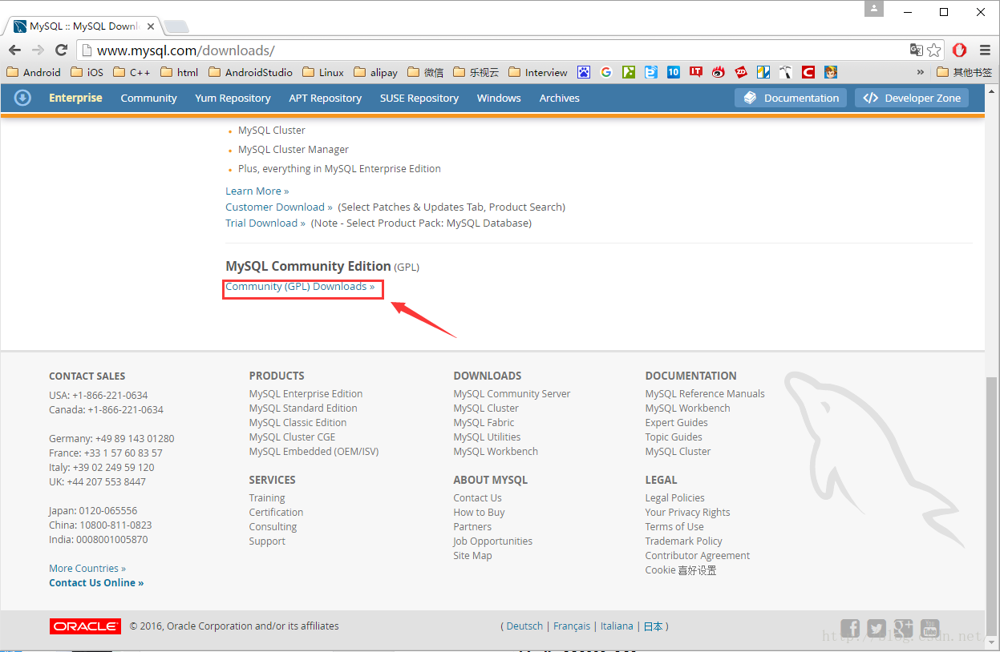 MySQL :: MySQL Downl
www.mysql.com/downloads/
Android iOS C++ html AndroidStudio Linux alipay 微信 乐视云 Interview 10 IT » 其他书签
Enterprise Community Yum Repository APT Repository SUSE Repository Windows Archives Documentation Developer Zone
MySQL Cluster
MySQL Cluster Manager
Plus, everything in MySQL Enterprise Edition
Learn More »
Customer Download » (Select Patches & Updates Tab, Product Search)
Trial Download » (Note - Select Product Pack: MySQL Database)
MySQL Community Edition (GPL)
Community (GPL) Downloads »
CONTACT SALES
USA: +1-866-221-0634
Canada: +1-866-221-0634
Germany: +49 89 143 01280
France: +33 1 57 60 83 57
Italy: +39 02 249 59 120
UK: +44 207 553 8447
Japan: 0120-065556
China: 10800-811-0823
India: 0008001005870
More Countries »
Contact Us Online »
PRODUCTS
MySQL Enterprise Edition
MySQL Standard Edition
MySQL Classic Edition
MySQL Cluster CGE
MySQL Embedded (OEM/ISV)
SERVICES
Training
Certification
Consulting
Support
DOWNLOADS
MySQL Community Server
MySQL Cluster
MySQL Fabric
MySQL Utilities
MySQL Workbench
ABOUT MYSQL
Contact Us
How to Buy
Partners
Job Opportunities
Site Map
DOCUMENTATION
MySQL Reference Manuals
MySQL Workbench
Expert Guides
Topic Guides
MySQL Cluster
LEGAL
Legal Policies
Your Privacy Rights
Terms of Use
Trademark Policy
Contributor Agreement
Cookie 喜好设置
ORACLE © 2016, Oracle Corporation and/or its affiliates
( Deutsch | Français | Italiana | 日本 )
http://blog.csdn.net/